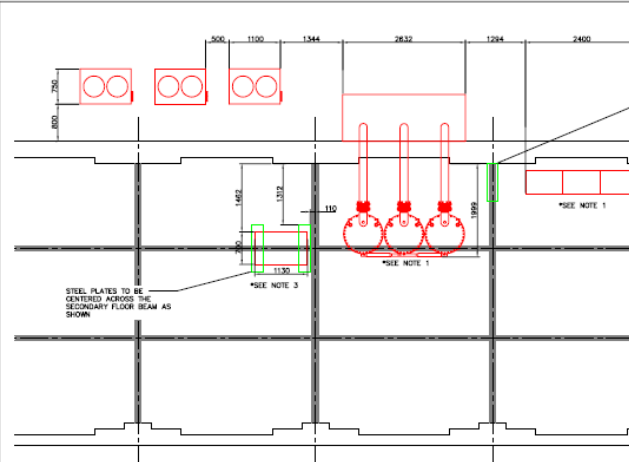 500
1100
1344
2632
1294
2400
750
800
1462
1312
110
1999
700
1130
*SEE NOTE 1
*SEE NOTE 1
*SEE NOTE 3
STEEL PLATES TO BE
CENTERED ACROSS THE
SECONDARY FLOOR BEAM AS
SHOWN